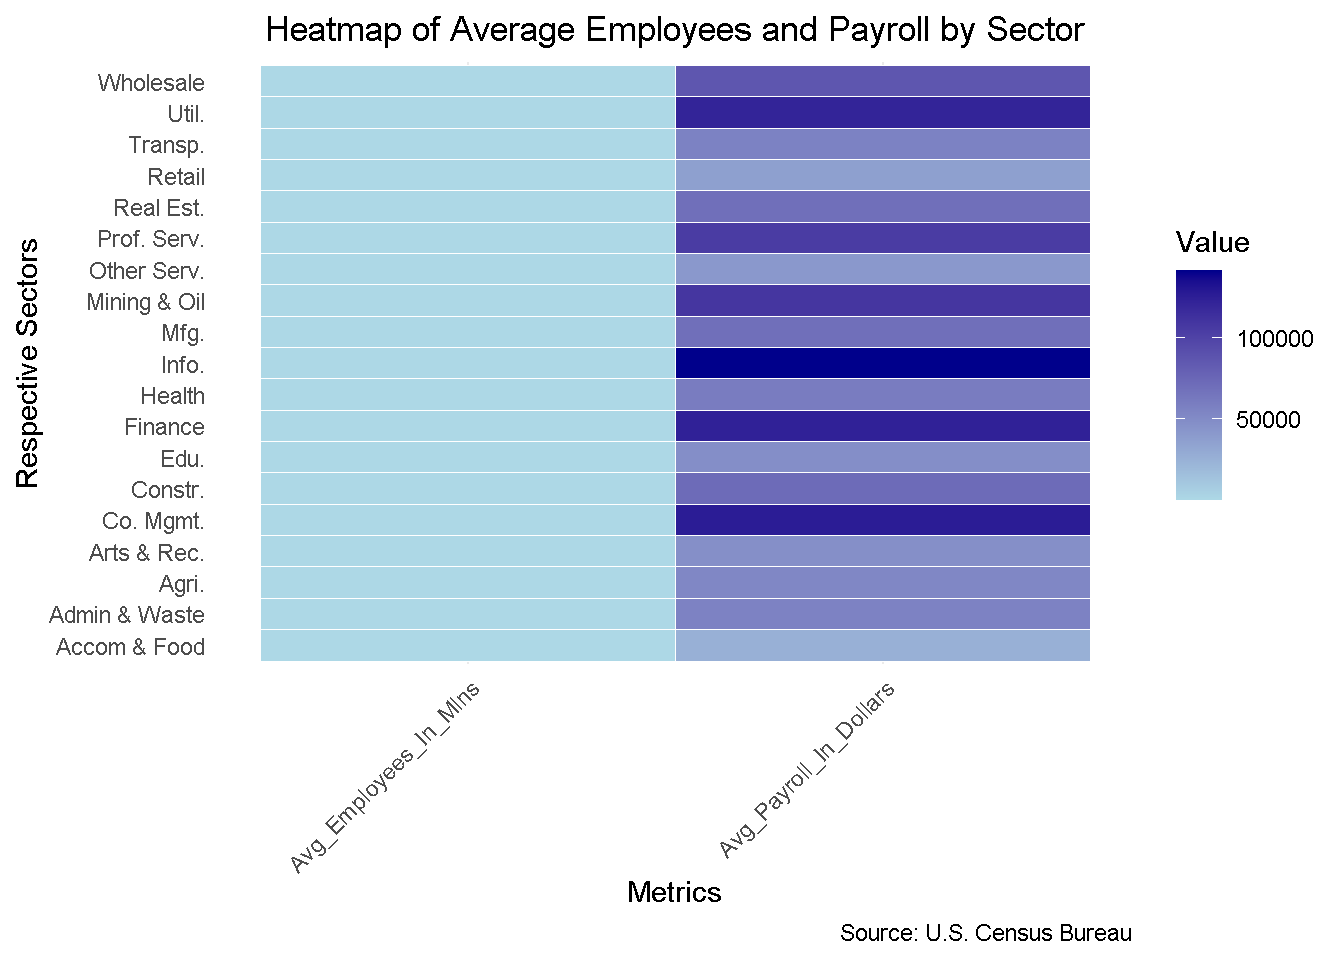 Heatmap of Average Employees and Payroll by Sector
Respective Sectors
Wholesale
Util.
Transp.
Retail
Real Est.
Prof. Serv.
Other Serv.
Mining & Oil
Mfg.
Info.
Health
Finance
Edu.
Constr.
Co. Mgmt.
Arts & Rec.
Agri.
Admin & Waste
Accom & Food
Avg_Employees_In_Mlns
Avg_Payroll_In_Dollars
Metrics
Value
100000
50000
Source: U.S. Census Bureau